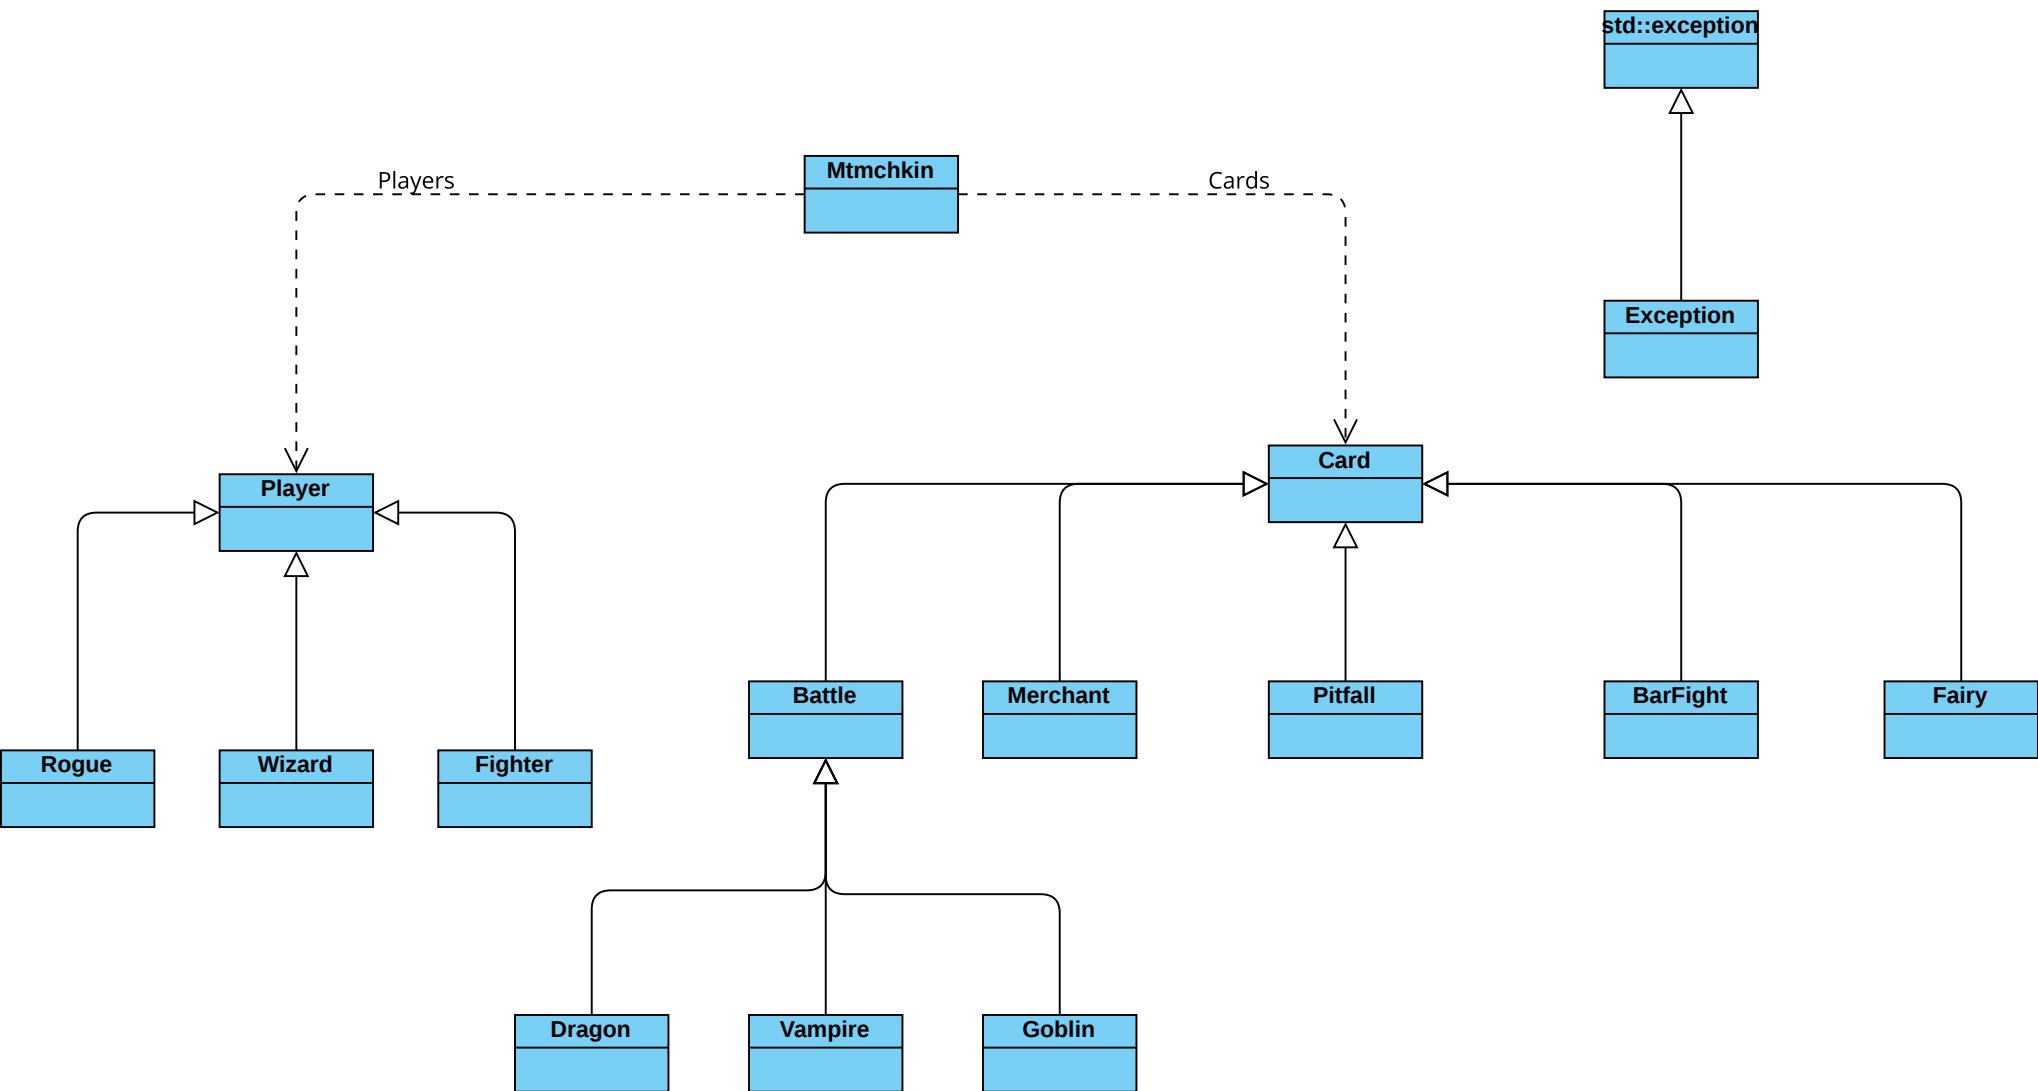 std::exception
Mtmchkin
Players
Cards
Exception
Card
Player
Battle
Merchant
Pitfall
BarFight
Fairy
Rogue
Wizard
Fighter
Dragon
Vampire
Goblin